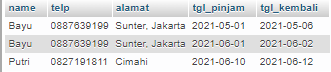 name telp alamat tgl_pinjam tgl_kembali
Bayu 0887639199 Sunter, Jakarta 2021-05-01 2021-05-06
Bayu 0887639199 Sunter, Jakarta 2021-06-01 2021-06-02
Putri 0827191811 Cimahi 2021-06-10 2021-06-12